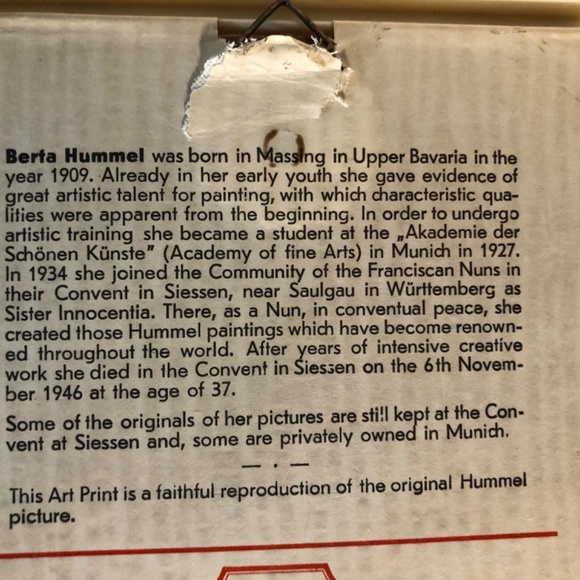 Berta Hummel was born in Massing in Upper Bavaria in the
year 1909. Already in her early youth she gave evidence of
great artistic talent for painting, with which characteristic qua-
lities were apparent from the beginning. In order to undergo
artistic training she became a student at the „Akademie der
Schönen Künste" (Academy of fine Arts) in Munich in 1927.
In 1934 she joined the Community of the Franciscan Nuns in
their Convent in Siessen, near Saulgau in Württemberg as
Sister Innocentia. There, as a Nun, in conventual peace, she
created those Hummel paintings which have become renown-
ed throughout the world. After years of intensive creative
work she died in the Convent in Siessen on the 6th Novem-
ber 1946 at the age of 37.
Some of the originals of her pictures are still kept at the Con-
vent at Siessen and, some are privately owned in Munich.
— · —
This Art Print is a faithful reproduction of the original Hummel
picture.